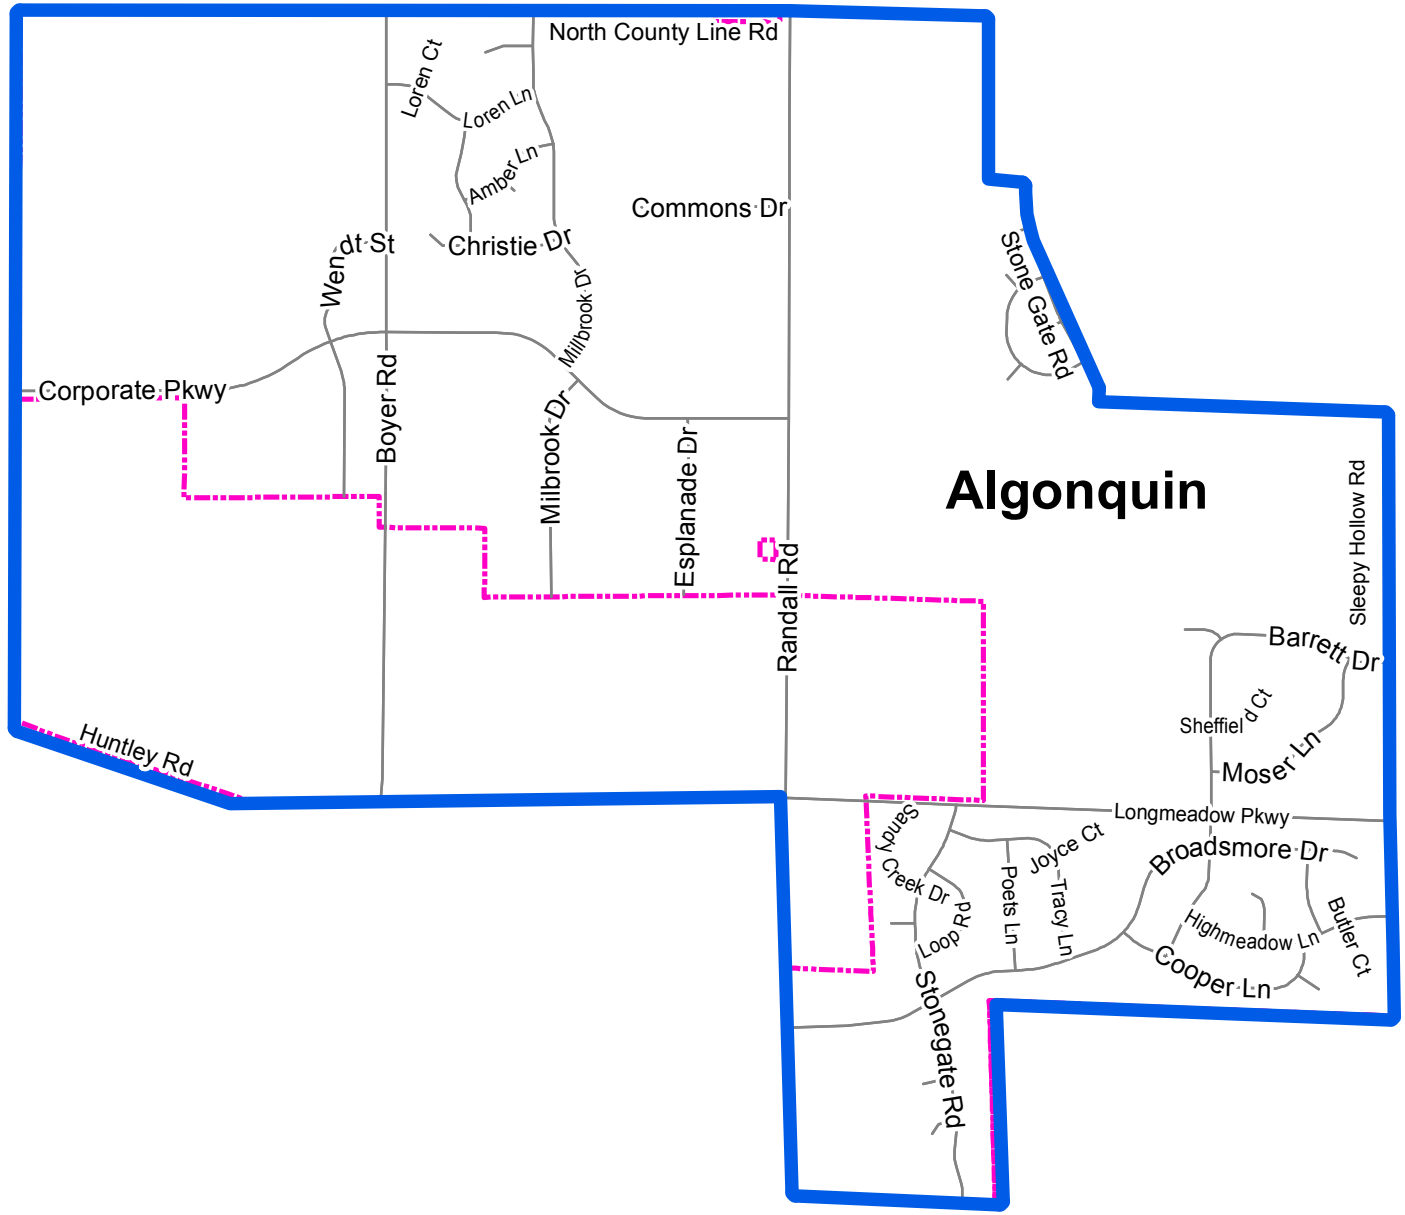 North County Line Rd
Loren Ct
Loren Ln
Amber Ln
Commons Dr
Wendt St
Christie Dr
Stone Gate Rd
Millbrook Dr
Corporate Pkwy
Boyer Rd
Milbrook Dr
Esplanade Dr
Algonquin
Sleepy Hollow Rd
Randall Rd
Barrett Dr
Sheffield Ct
Huntley Rd
Moser Ln
Longmeadow Pkwy
Sandy Creek Dr
Joyce Ct
Broadsmore Dr
Poets Ln
Tracy Ln
Loop Rd
Highmeadow Ln
Butler Ct
Cooper Ln
Stonegate Rd